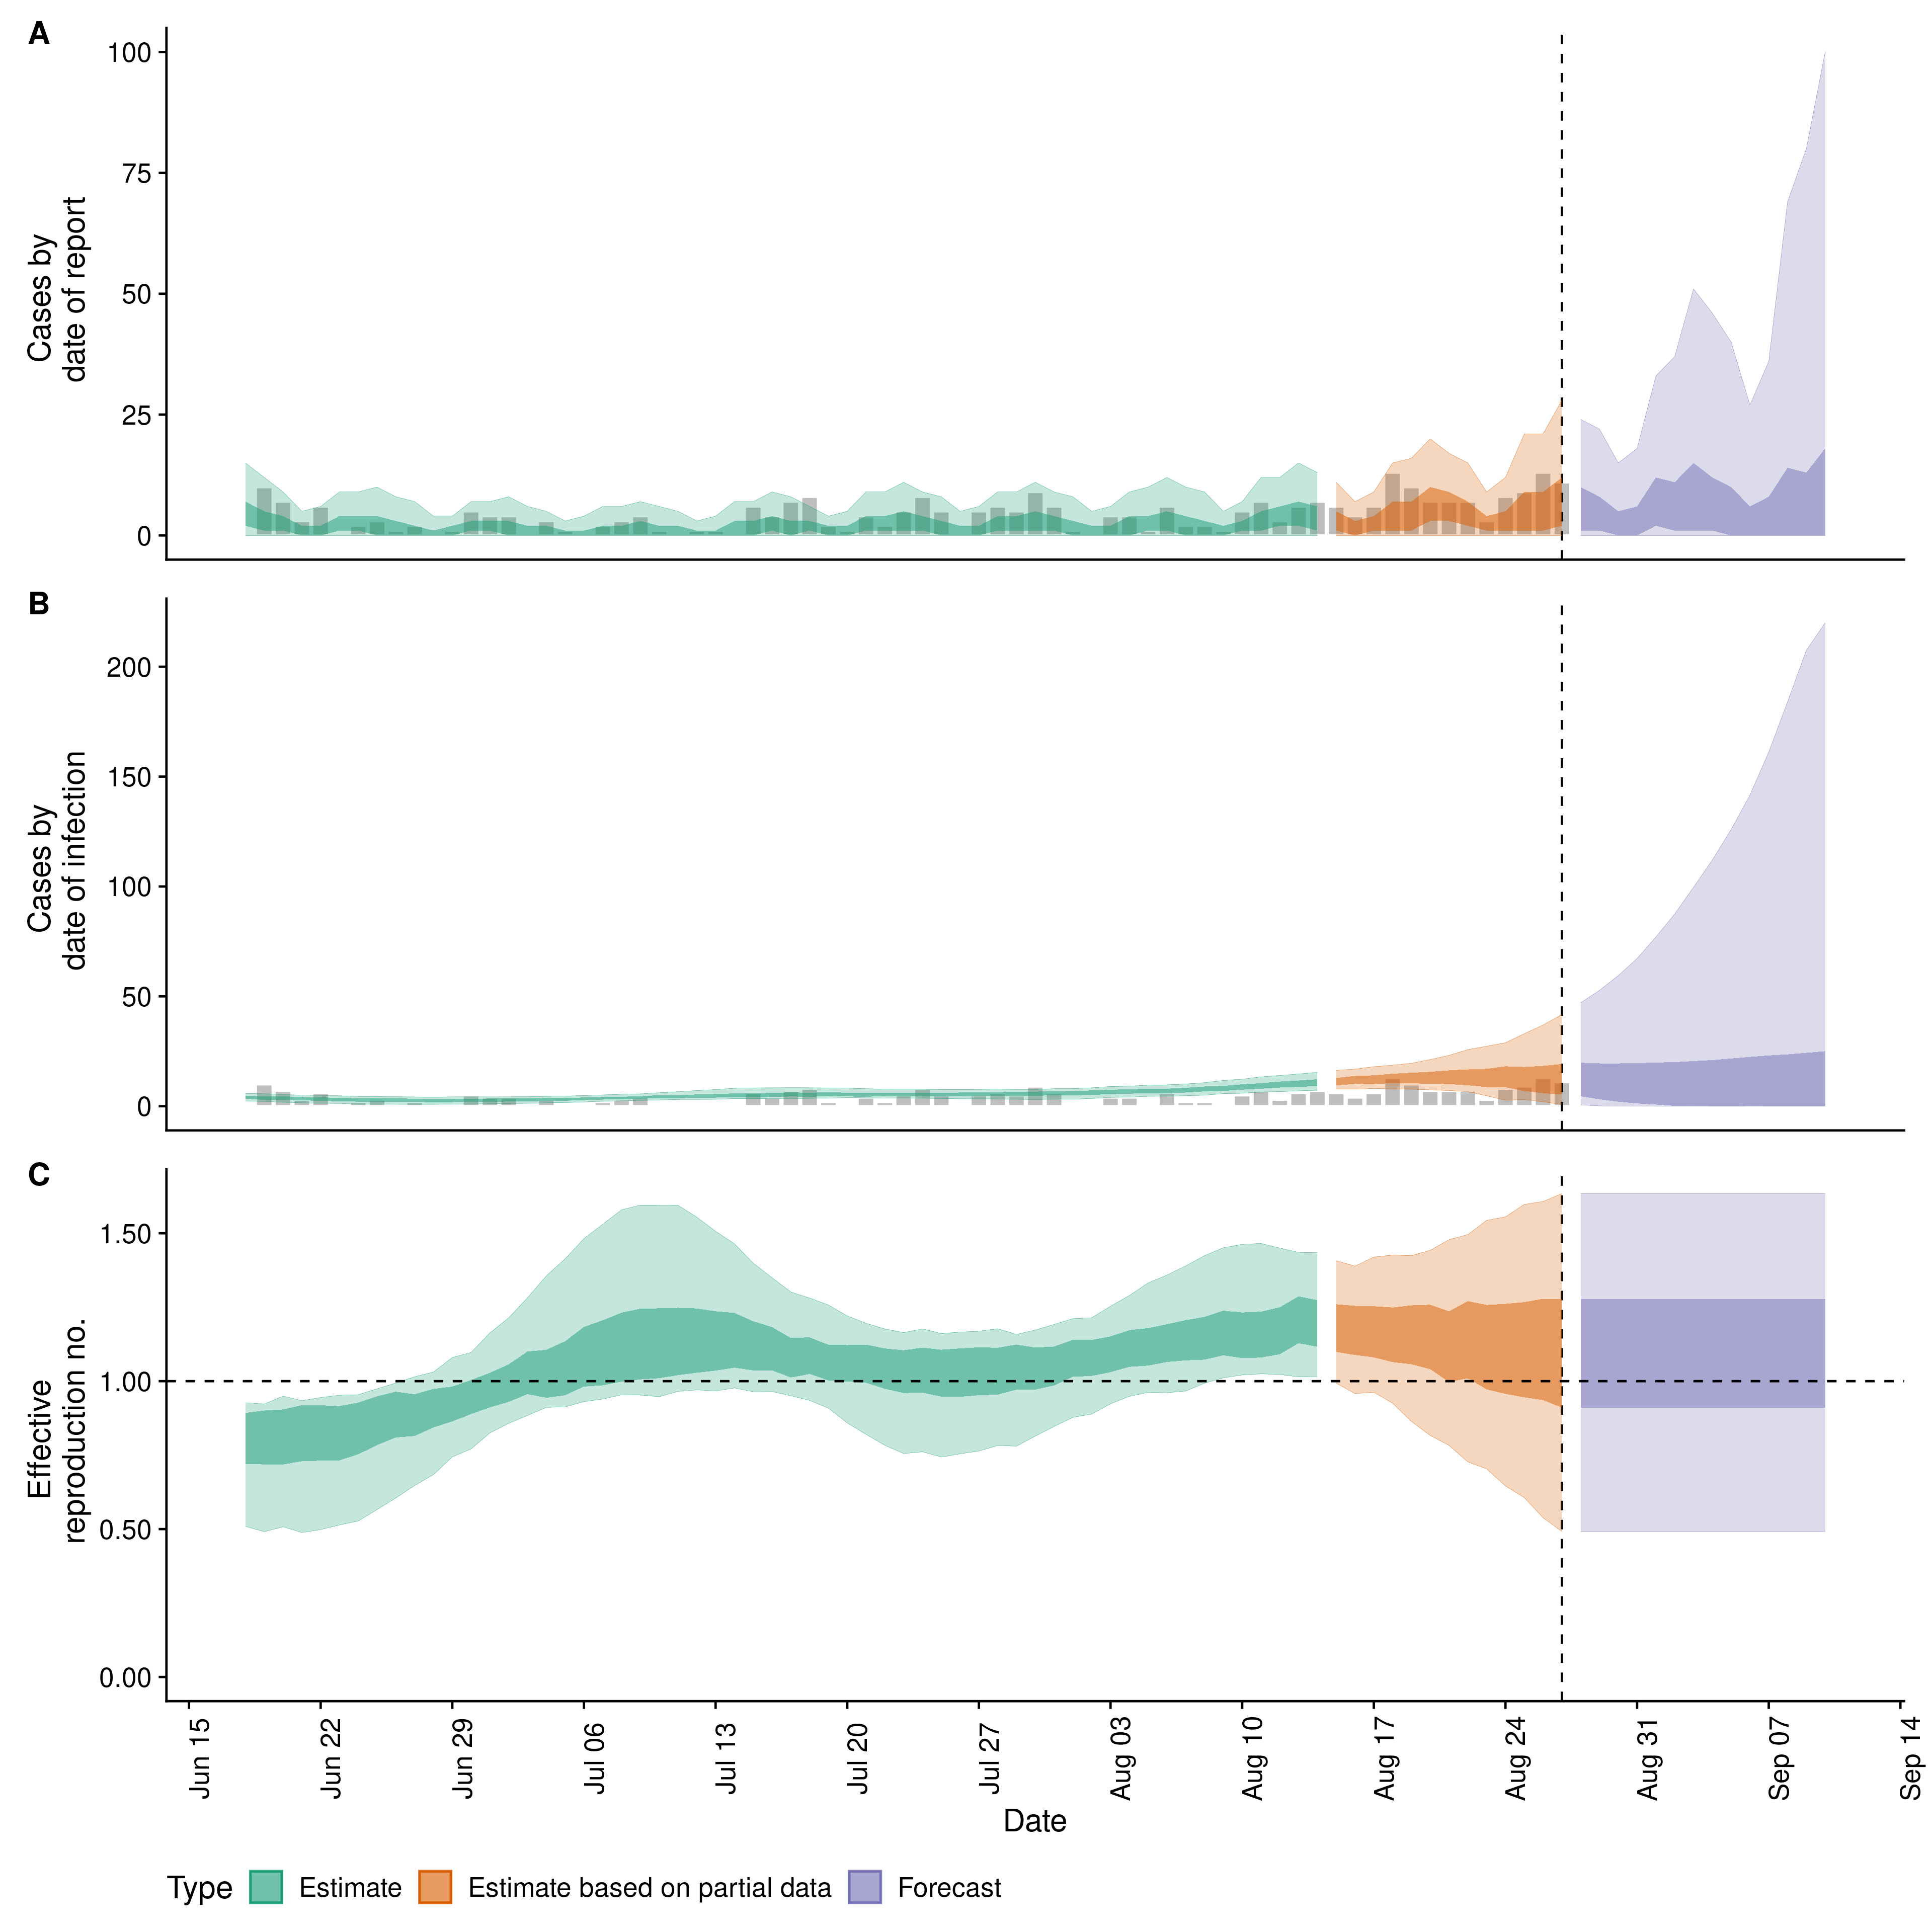 A
100
75
50
25
0
Cases by
date of report
B
200
150
100
50
0
Cases by
date of infection
C
1.50
1.00
0.50
0.00
Effective
reproduction no.
Jun 15
Jun 22
Jun 29
Jul 06
Jul 13
Jul 20
Jul 27
Aug 03
Aug 10
Aug 17
Aug 24
Aug 31
Sep 07
Sep 14
Date
Type Estimate Estimate based on partial data Forecast